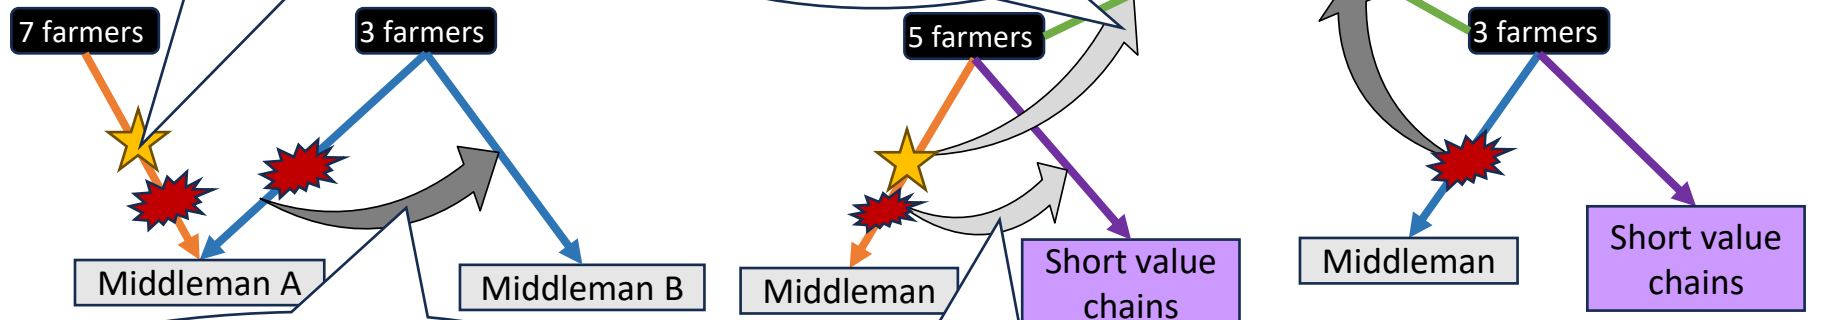 7 farmers
3 farmers
Middleman A
Middleman B
5 farmers
Middleman
Short value
chains
3 farmers
Middleman
Short value
chains